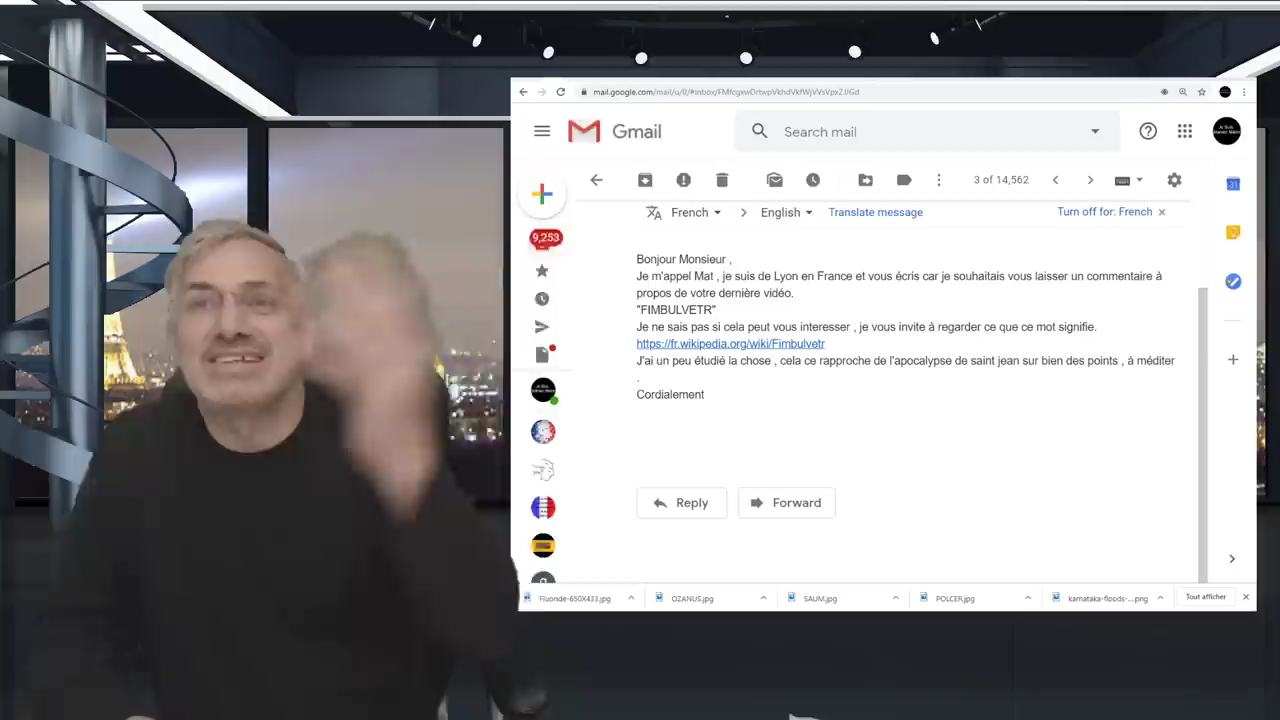 mail.google.com/mail/u/0/#inbox/
Gmail
Search mail
3 of 14,562
French
English
Translate message
Turn off for: French
9,253
Bonjour Monsieur ,
Je m'appel Mat , je suis de Lyon en France et vous écris car je souhaitais vous laisser un commentaire à
propos de votre dernière vidéo.
"FIMBULVETR"
Je ne sais pas si cela peut vous interesser , je vous invite à regarder ce que ce mot signifie.
https://fr.wikipedia.org/wiki/Fimbulvetr
J'ai un peu étudié la chose , cela ce rapproche de l'apocalypse de saint jean sur bien des points , à méditer
.
Cordialement
Reply
Forward
Fluoride-650X433.jpg
OZANUS.jpg
SAUM.jpg
POLCER.jpg
karnataka-floods-...png
Tout afficher